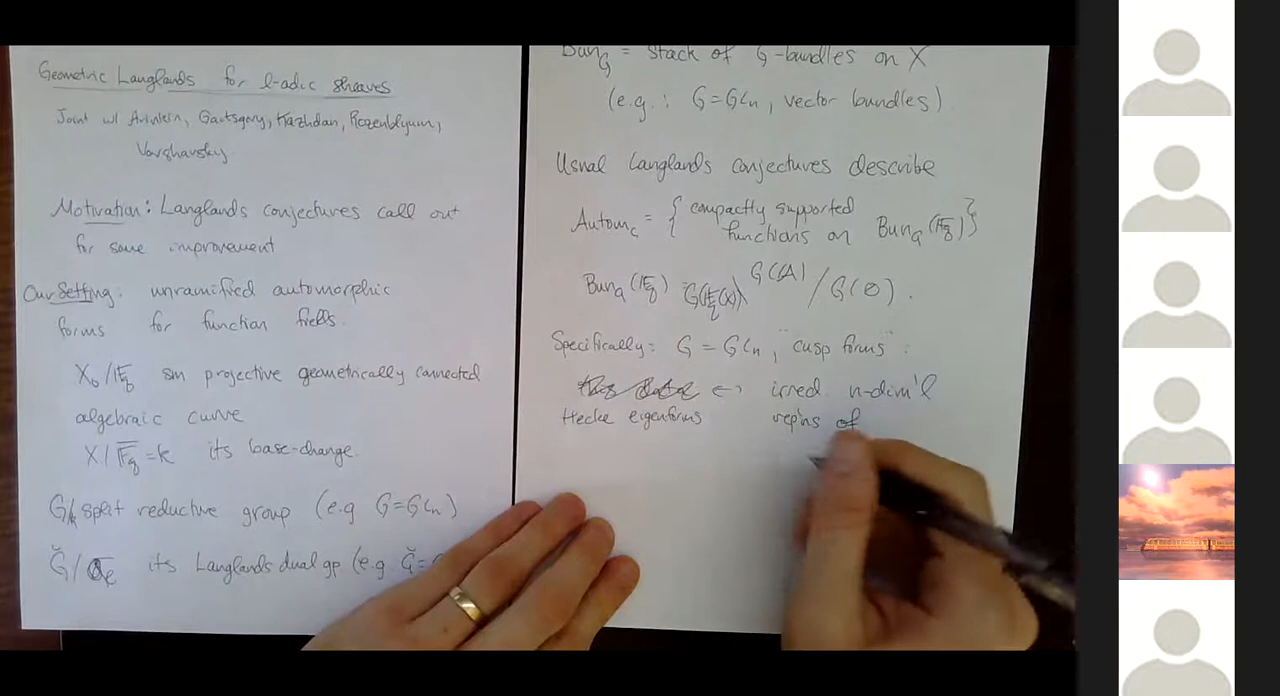 Geometric Langlands for l-adic sheaves
Joint w/ Arinkin, Gaitsgory, Kazhdan, Rozenblyum,
Varshavsky
Motivation: Langlands conjectures call out
for some improvement
Our Setting. unramified automorphic
forms for function fields.
X₀/𝔽_q sm projective geometrically connected
algebraic curve
X/𝔽̄_q = k its base-change.
G/k split reductive group (e.g G=GLn)
Ǧ/ its Langlands dual gp (e.g. Ǧ=
Bun_G = stack of G-bundles on X
(e.g.: G=GLn, vector bundles).
Usual Langlands conjectures describe
Autom_c = { compactly supported
functions on Bun_G(𝔽_q) }
Bun_G(𝔽_q) = G(𝔽_q(X))\G(𝔸)/G(𝕆).
Specifically: G = GLn, "cusp forms":
↔ irred. n-dim'l
Hecke eigenforms rep'ns of